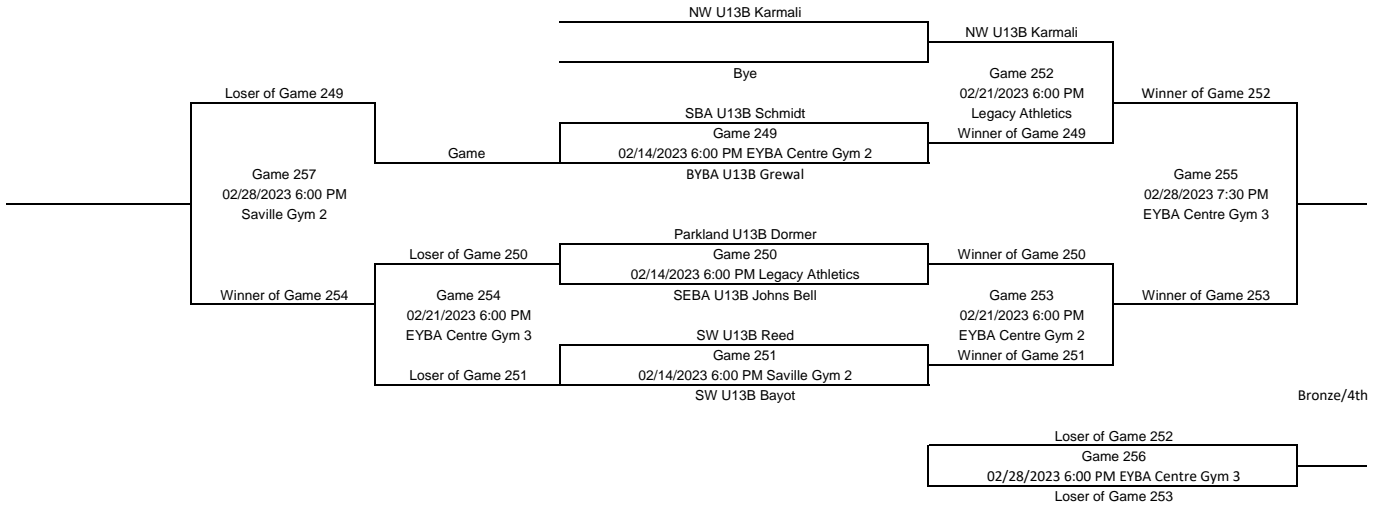 NW U13B Karmali
NW U13B Karmali
Bye
Game 252
Loser of Game 249
02/21/2023 6:00 PM
Winner of Game 252
SBA U13B Schmidt
Legacy Athletics
Game 249
Winner of Game 249
Game
02/14/2023 6:00 PM EYBA Centre Gym 2
Game 257
BYBA U13B Grewal
Game 255
02/28/2023 6:00 PM
02/28/2023 7:30 PM
Saville Gym 2
EYBA Centre Gym 3
Parkland U13B Dormer
Loser of Game 250
Game 250
Winner of Game 250
02/14/2023 6:00 PM Legacy Athletics
Winner of Game 254
Game 254
SEBA U13B Johns Bell
Game 253
Winner of Game 253
02/21/2023 6:00 PM
02/21/2023 6:00 PM
EYBA Centre Gym 3
SW U13B Reed
EYBA Centre Gym 2
Game 251
Winner of Game 251
Loser of Game 251
02/14/2023 6:00 PM Saville Gym 2
SW U13B Bayot
Bronze/4th
Loser of Game 252
Game 256
02/28/2023 6:00 PM EYBA Centre Gym 3
Loser of Game 253